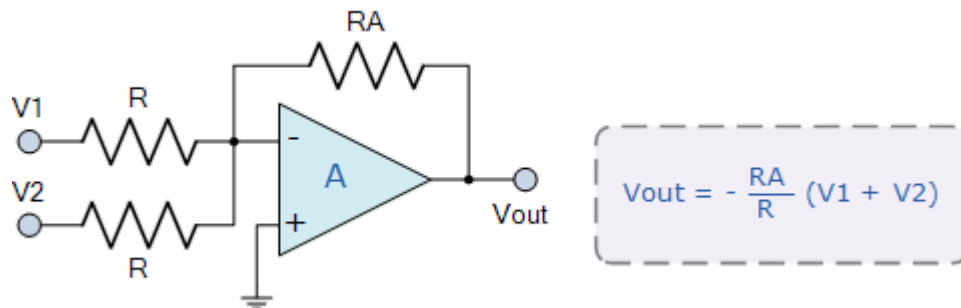 RA
V1
R
-
A
V2
+
Vout
R
Vout = - RA/R (V1 + V2)